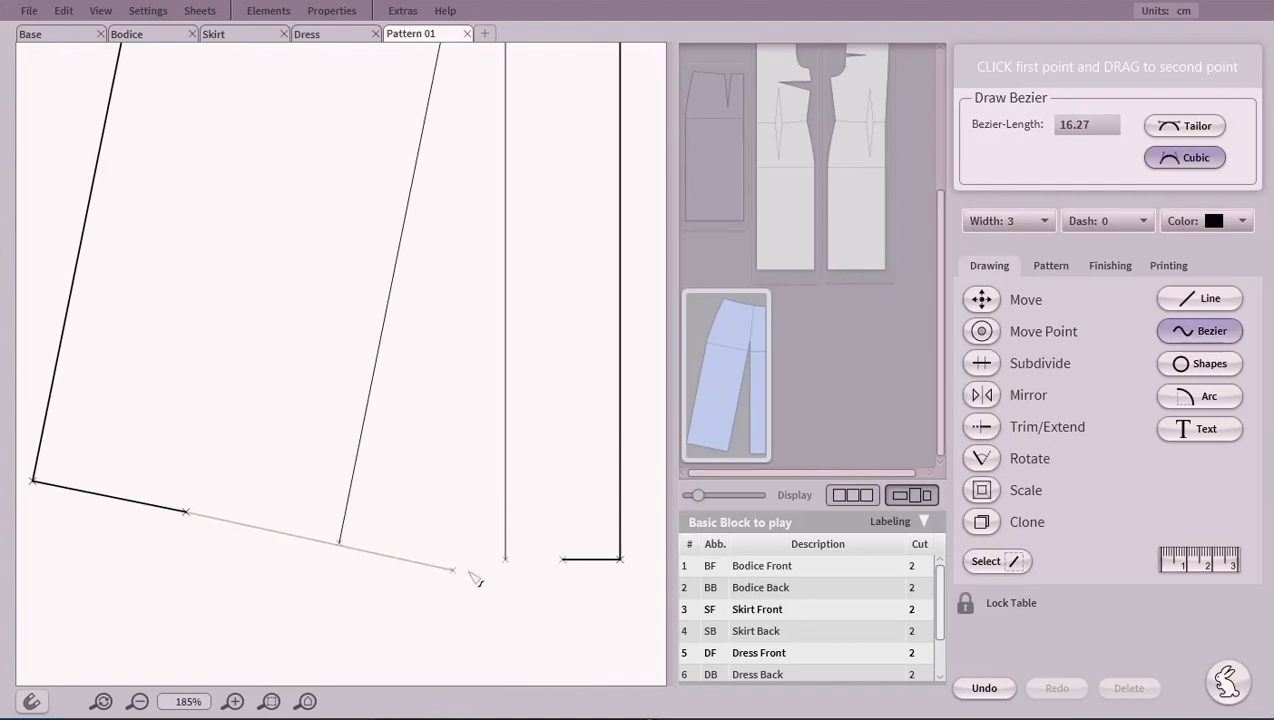 File Edit View Settings Sheets Elements Properties Extras Help Units: cm
Base Bodice Skirt Dress Pattern 01
CLICK first point and DRAG to second point
Draw Bezier
Bezier-Length: 16.27 Tailor
Cubic
Width: 3 Dash: 0 Color:
Drawing Pattern Finishing Printing
Move Line
Move Point Bezier
Subdivide Shapes
Mirror Arc
Trim/Extend Text
Rotate
Scale
Clone
Select 1 2 3
Lock Table
Undo Redo Delete
Display
Basic Block to play Labeling
# Abb. Description Cut
1 BF Bodice Front 2
2 BB Bodice Back 2
3 SF Skirt Front 2
4 SB Skirt Back 2
5 DF Dress Front 2
6 DB Dress Back 2
185%